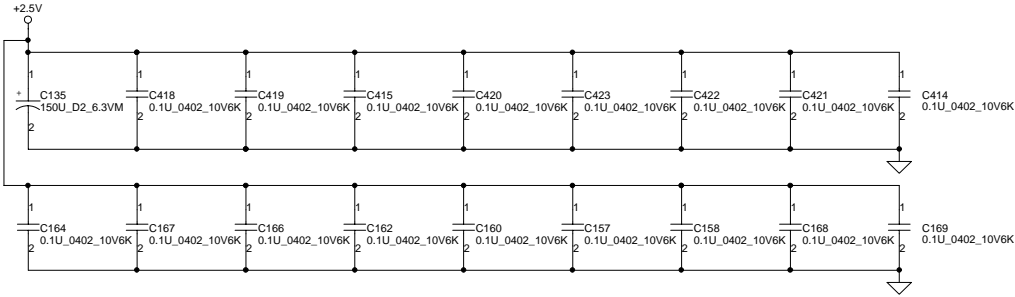 +2.5V
1 1 1 1 1 1 1 1 1
+ C135 C418 C419 C415 C420 C423 C422 C421 C414
150U_D2_6.3VM 0.1U_0402_10V6K 0.1U_0402_10V6K 0.1U_0402_10V6K 0.1U_0402_10V6K 0.1U_0402_10V6K 0.1U_0402_10V6K 0.1U_0402_10V6K 0.1U_0402_10V6K
2 2 2 2 2 2 2 2 2
1 1 1 1 1 1 1 1 1
C164 C167 C166 C162 C160 C157 C158 C168 C169
0.1U_0402_10V6K 0.1U_0402_10V6K 0.1U_0402_10V6K 0.1U_0402_10V6K 0.1U_0402_10V6K 0.1U_0402_10V6K 0.1U_0402_10V6K 0.1U_0402_10V6K 0.1U_0402_10V6K
2 2 2 2 2 2 2 2 2